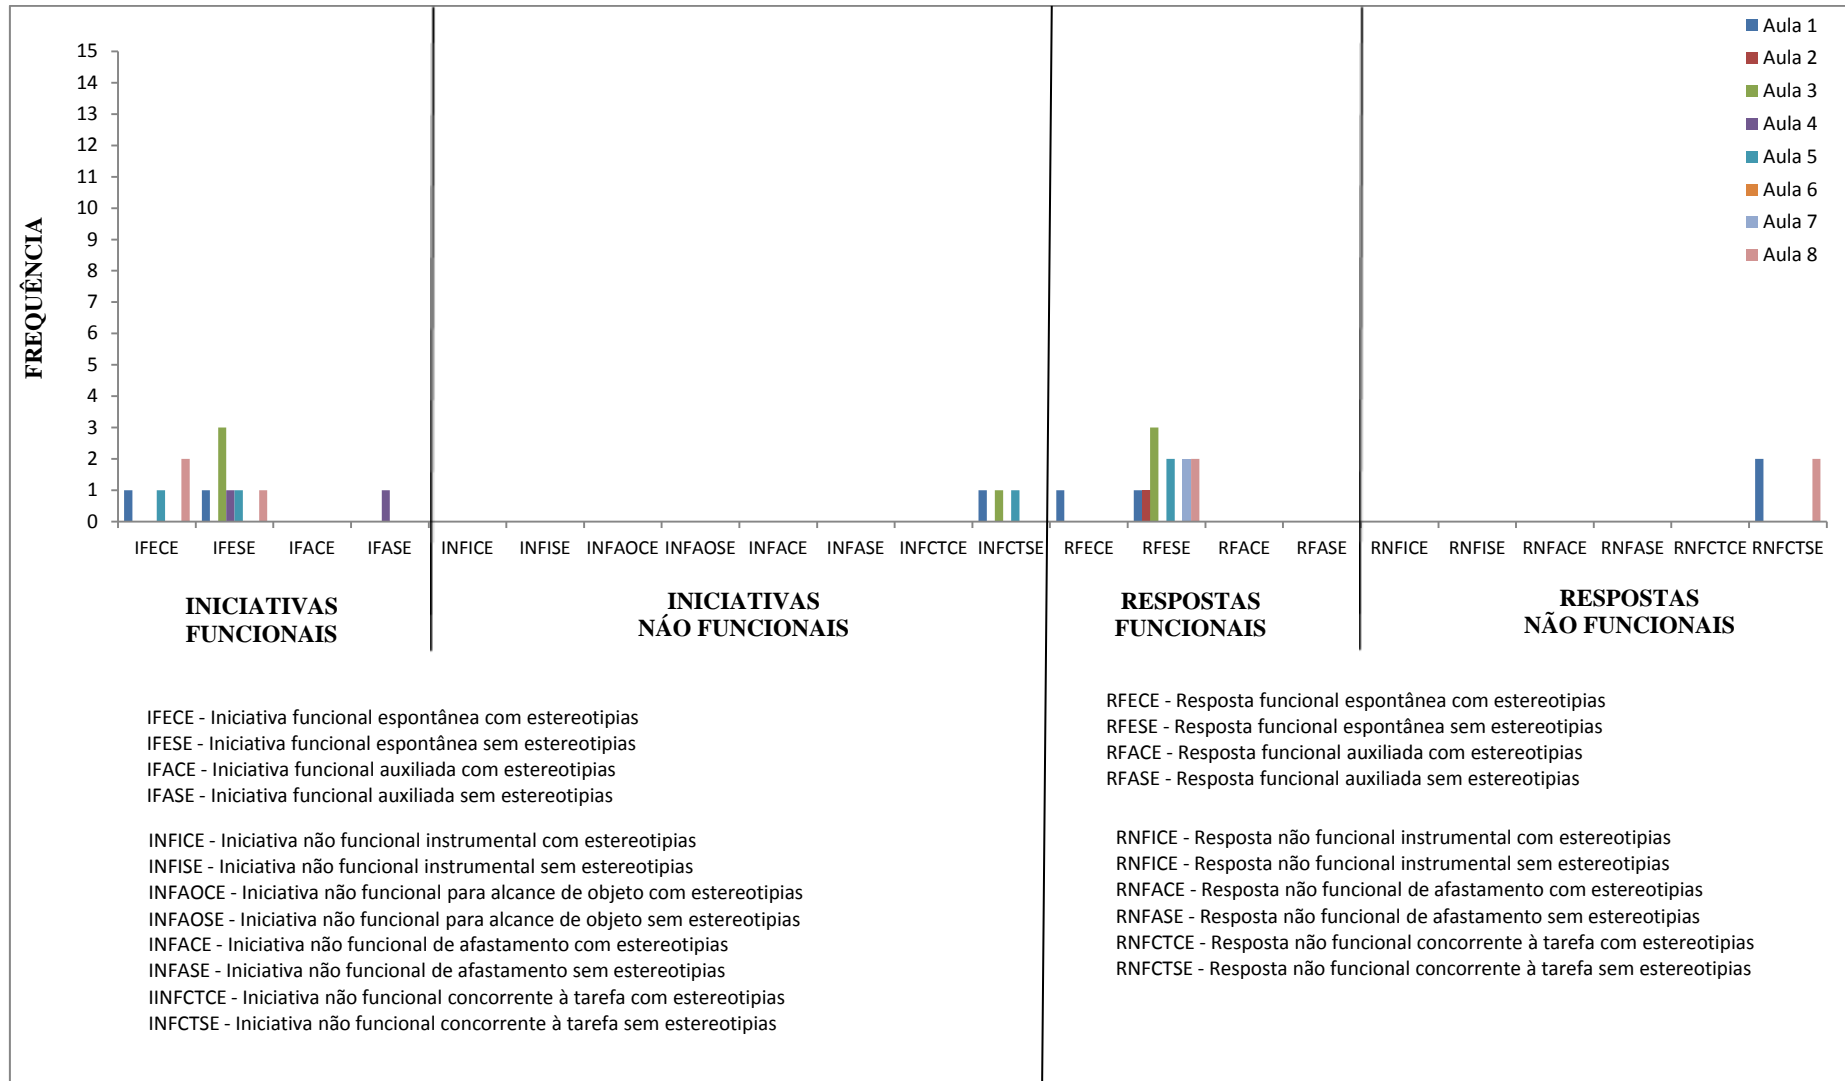 Aula 1
Aula 2
Aula 3
Aula 4
Aula 5
Aula 6
Aula 7
Aula 8
FREQUÊNCIA
15
14
13
12
11
10
9
8
7
6
5
4
3
2
1
0
IFECE IFESE IFACE IFASE INFICE INFISE INFAOCE INFAOSE INFACE INFASE INFCTCE INFCTSE RFECE RFESE RFACE RFASE RNFICE RNFISE RNFACE RNFASE RNFCTCE RNFCTSE
INICIATIVAS
FUNCIONAIS
INICIATIVAS
NÁO FUNCIONAIS
RESPOSTAS
FUNCIONAIS
RESPOSTAS
NÃO FUNCIONAIS
IFECE - Iniciativa funcional espontânea com estereotipias
IFESE - Iniciativa funcional espontânea sem estereotipias
IFACE - Iniciativa funcional auxiliada com estereotipias
IFASE - Iniciativa funcional auxiliada sem estereotipias
INFICE - Iniciativa não funcional instrumental com estereotipias
INFISE - Iniciativa não funcional instrumental sem estereotipias
INFAOCE - Iniciativa não funcional para alcance de objeto com estereotipias
INFAOSE - Iniciativa não funcional para alcance de objeto sem estereotipias
INFACE - Iniciativa não funcional de afastamento com estereotipias
INFASE - Iniciativa não funcional de afastamento sem estereotipias
IINFCTCE - Iniciativa não funcional concorrente à tarefa com estereotipias
INFCTSE - Iniciativa não funcional concorrente à tarefa sem estereotipias
RFECE - Resposta funcional espontânea com estereotipias
RFESE - Resposta funcional espontânea sem estereotipias
RFACE - Resposta funcional auxiliada com estereotipias
RFASE - Resposta funcional auxiliada sem estereotipias
RNFICE - Resposta não funcional instrumental com estereotipias
RNFICE - Resposta não funcional instrumental sem estereotipias
RNFACE - Resposta não funcional de afastamento com estereotipias
RNFASE - Resposta não funcional de afastamento sem estereotipias
RNFCTCE - Resposta não funcional concorrente à tarefa com estereotipias
RNFCTSE - Resposta não funcional concorrente à tarefa sem estereotipias